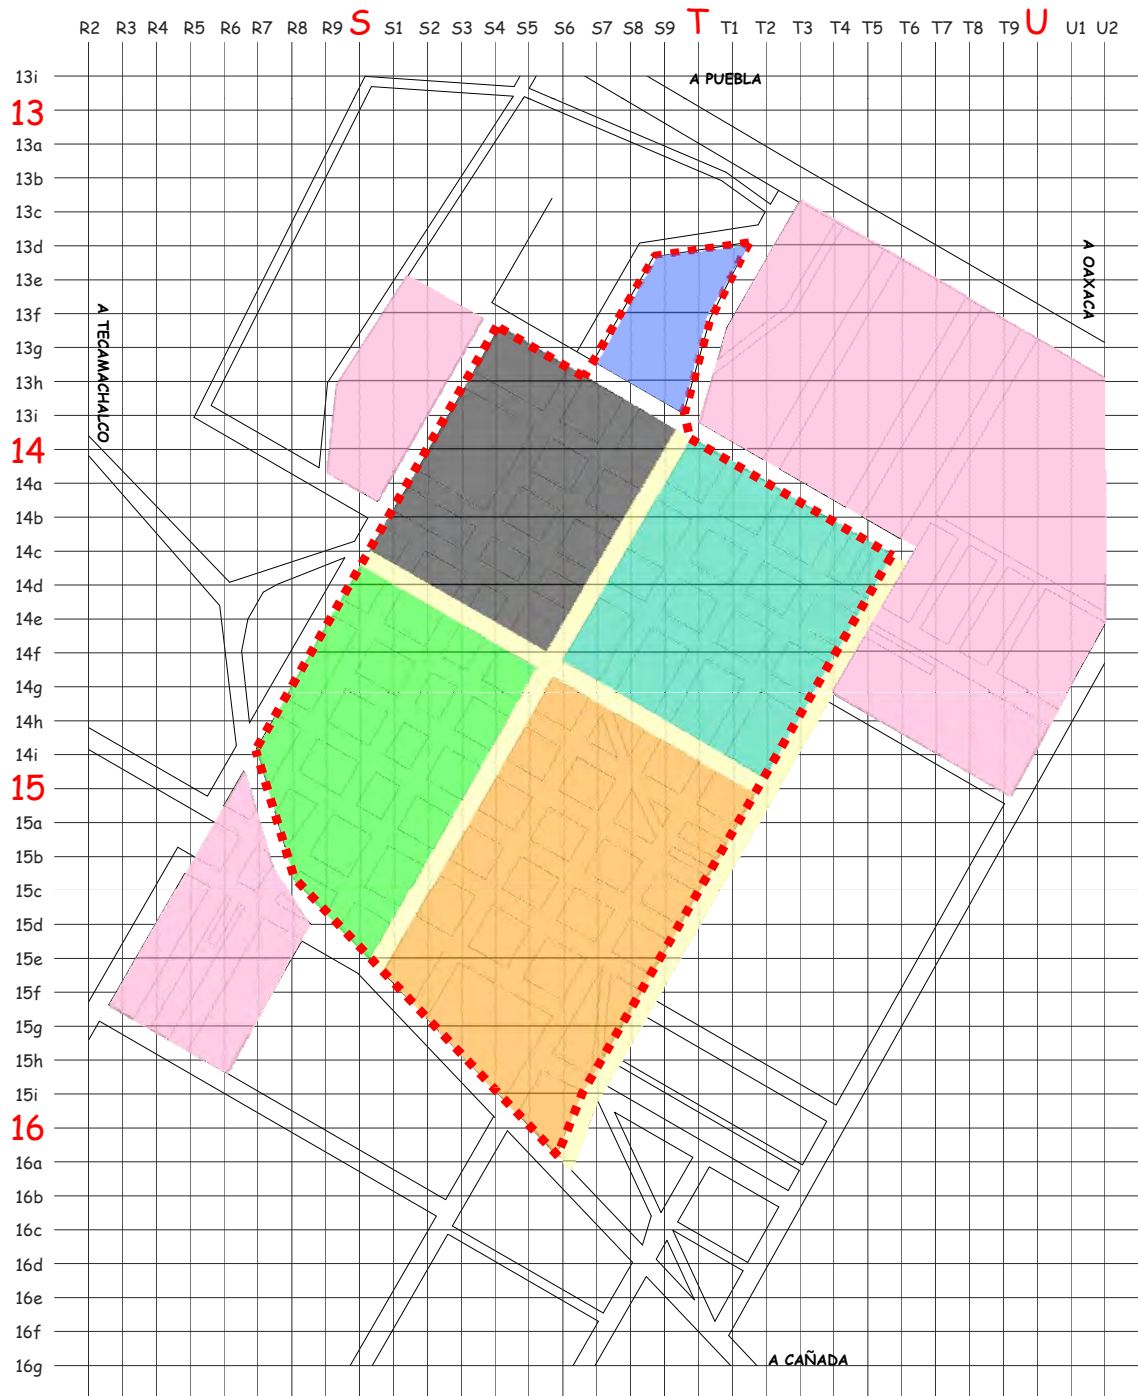 R2 R3 R4 R5 R6 R7 R8 R9 S S1 S2 S3 S4 S5 S6 S7 S8 S9 T T1 T2 T3 T4 T5 T6 T7 T8 T9 U U1 U2
13i
A PUEBLA
13
13a
13b
13c
13d
A OAXACA
13e
13f
A TECAMACHALCO
13g
13h
13i
14
14a
14b
14c
14d
14e
14f
14g
14h
14i
15
15a
15b
15c
15d
15e
15f
15g
15h
15i
16
16a
16b
16c
16d
16e
16f
16g
A CAÑADA